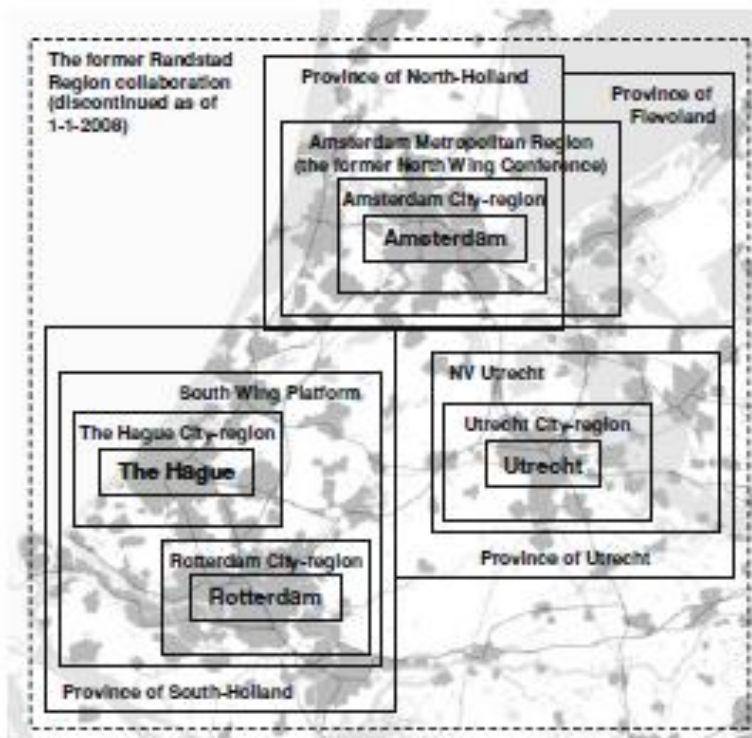 The former Randstad
Region collaboration
(discontinued as of
1-1-2008)
Province of North-Holland
Province of
Flevoland
Amsterdam Metropolitan Region
(the former North Wing Conference)
Amsterdam City-region
Amsterdam
South Wing Platform
The Hague City-region
The Hague
Rotterdam City-region
Rotterdam
Province of South-Holland
NV Utrecht
Utrecht City-region
Utrecht
Province of Utrecht